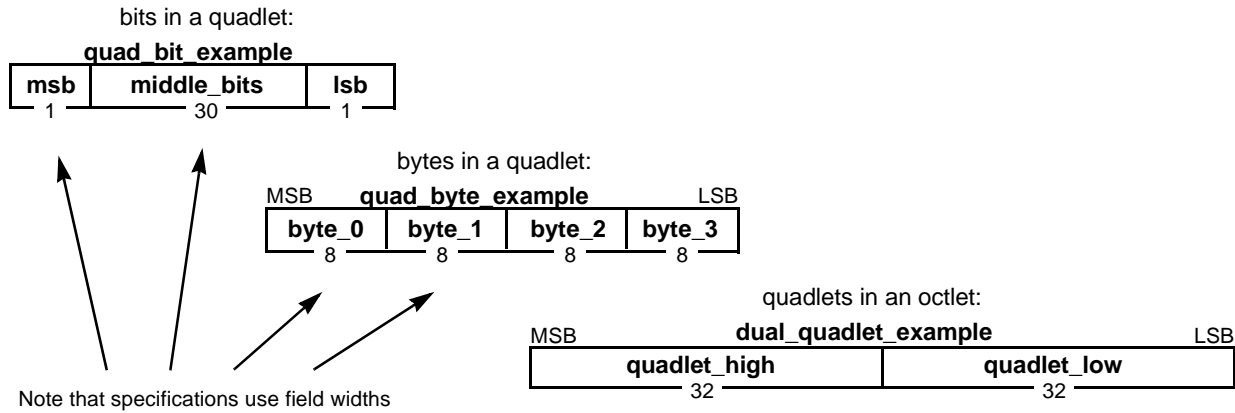 bits in a quadlet:
quad_bit_example
msb middle_bits lsb
1 30 1
bytes in a quadlet:
MSB quad_byte_example LSB
byte_0 byte_1 byte_2 byte_3
8 8 8 8
quadlets in an octlet:
MSB dual_quadlet_example LSB
quadlet_high quadlet_low
32 32
Note that specifications use field widths